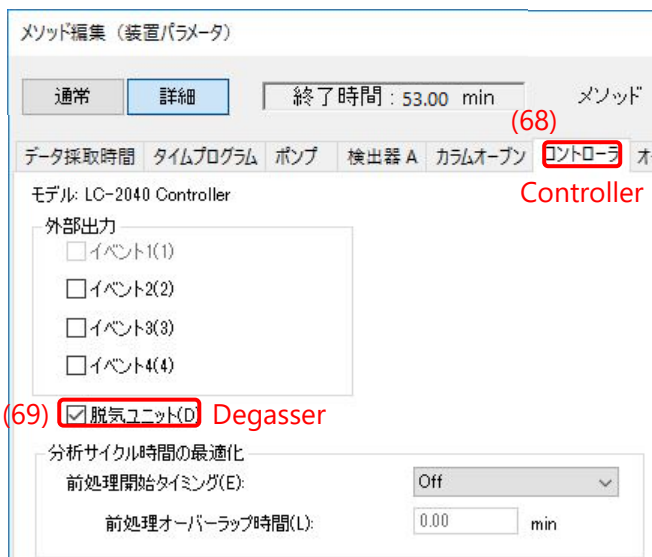 メソッド編集（装置パラメータ）
通常 詳細 終了時間：53.00 min メソッド
(68)
データ採取時間 タイムプログラム ポンプ 検出器 A カラムオーブン コントローラ オ
モデル: LC-2040 Controller Controller
外部出力
イベント1(1)
イベント2(2)
イベント3(3)
イベント4(4)
(69) 脱気ユニット(D) Degasser
分析サイクル時間の最適化
前処理開始タイミング(E): Off
前処理オーバーラップ時間(L): 0.00 min